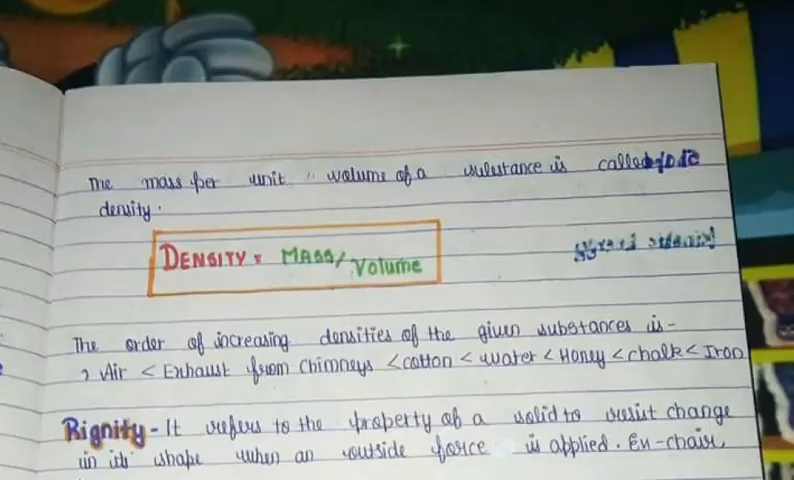 The mass per unit volume of a substance is called
density.
DENSITY = MASS/Volume
The order of increasing densities of the given substances is -
, Air < Exhaust from Chimneys < cotton < water < Honey < chalk < Iron
Rignity - It refers to the property of a solid to resist change
in its shape when an outside force is applied. Ex-chair,